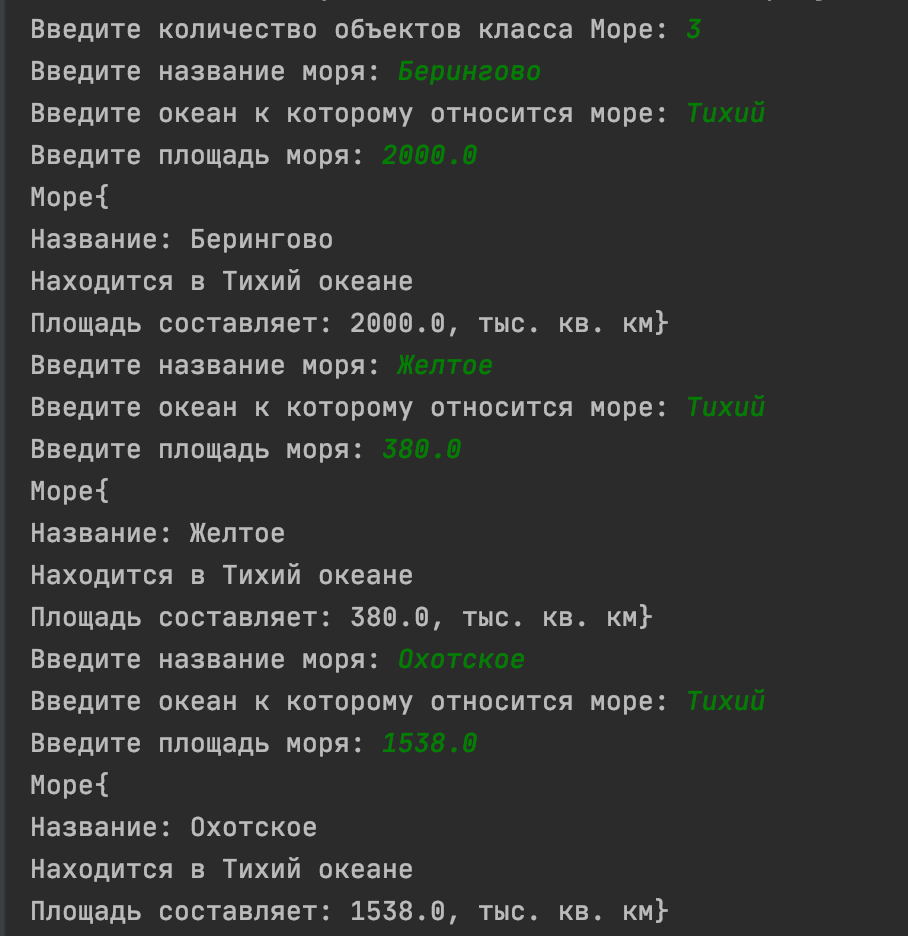 Введите количество объектов класса Море: 3
Введите название моря: Берингово
Введите океан к которому относится море: Тихий
Введите площадь моря: 2000.0
Море{
Название: Берингово
Находится в Тихий океане
Площадь составляет: 2000.0, тыс. кв. км}
Введите название моря: Желтое
Введите океан к которому относится море: Тихий
Введите площадь моря: 380.0
Море{
Название: Желтое
Находится в Тихий океане
Площадь составляет: 380.0, тыс. кв. км}
Введите название моря: Охотское
Введите океан к которому относится море: Тихий
Введите площадь моря: 1538.0
Море{
Название: Охотское
Находится в Тихий океане
Площадь составляет: 1538.0, тыс. кв. км}